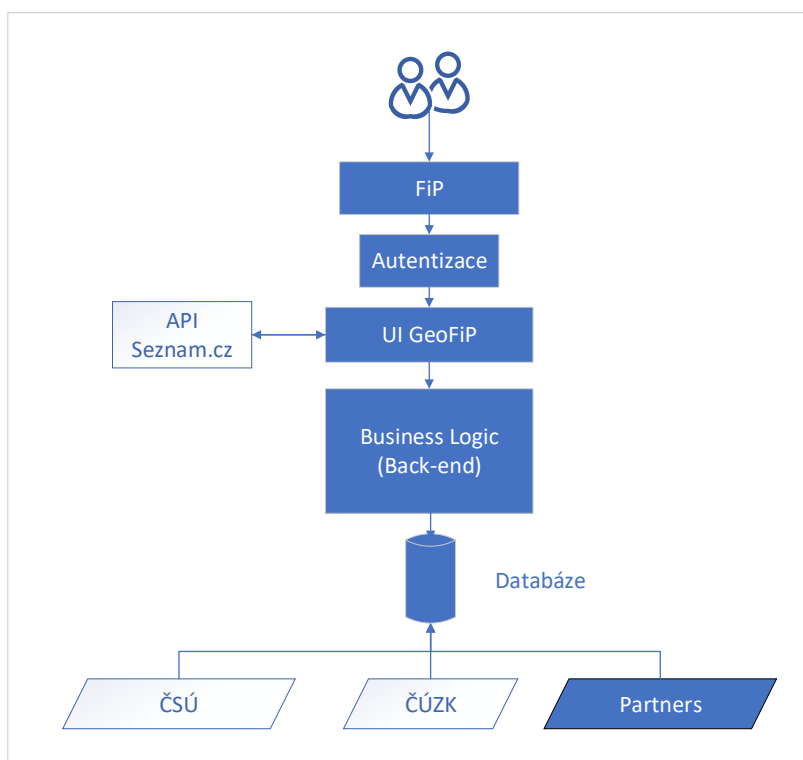 FiP
Autentizace
API
Seznam.cz
UI GeoFiP
Business Logic
(Back-end)
Databáze
ČSÚ
ČÚZK
Partners